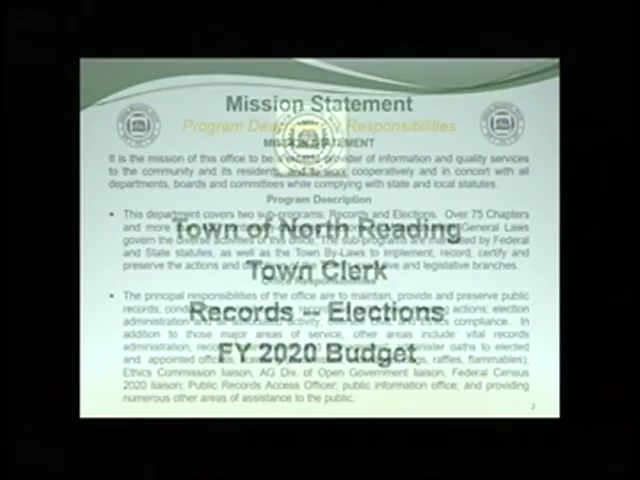 Mission Statement
Program Responsibilities
MISSION STATEMENT
It is the mission of this office to be provider of information and quality services
to the community and its residents, and to work cooperatively and in concert with all
departments, boards and committees while complying with state and local statutes.
Program Description
• This department covers two sub-programs: Records and Elections. Over 75 Chapters
and more General Laws
Town of North Reading
govern the diverse activities of this office. The sub-programs are by Federal
and State statutes, as well as the Town By-Laws to implement, record, certify and
preserve the actions and and legislative branches.
Town Clerk
• The principal responsibilities of the office are to maintain, provide and preserve public
records; actions; election
Records -- Elections
administration compliance. In
addition to those major areas of service, other areas include: vital records
administration; oaths to elected
FY 2020 Budget
and appointed raffles, flammables);
Ethics Commission liaison; AG Div. of Open Government liaison; Federal Census
2020 liaison; Public Records Access Officer; public information office; and providing
numerous other areas of assistance to the public.
2